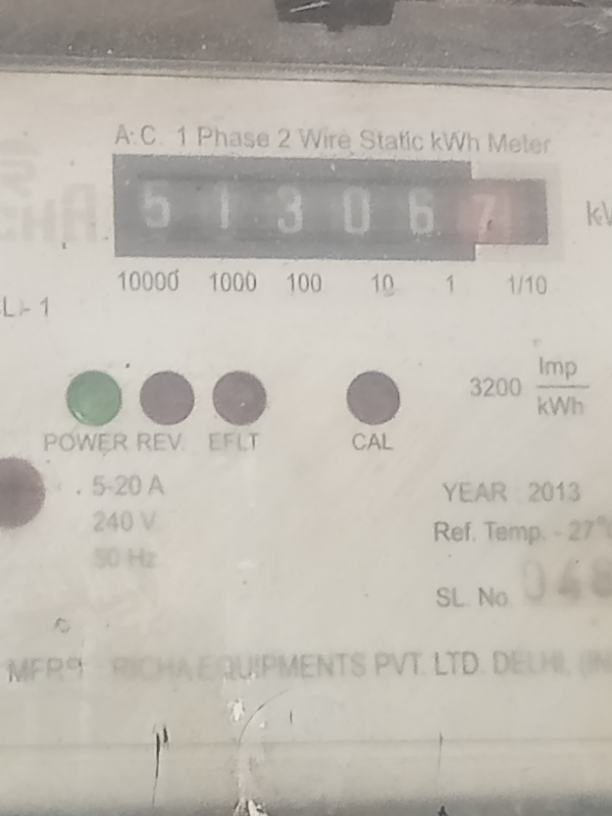 A.C. 1 Phase 2 Wire Static kWh Meter
5 1 3 0 6 7
10000 1000 100 10 1 1/10
3200 Imp
kWh
POWER REV. EFLT CAL
5-20 A
240 V
50 Hz
YEAR 2013
Ref. Temp. - 27°
SL. No. 048
MFRS RICHA EQUIPMENTS PVT. LTD. DELHI